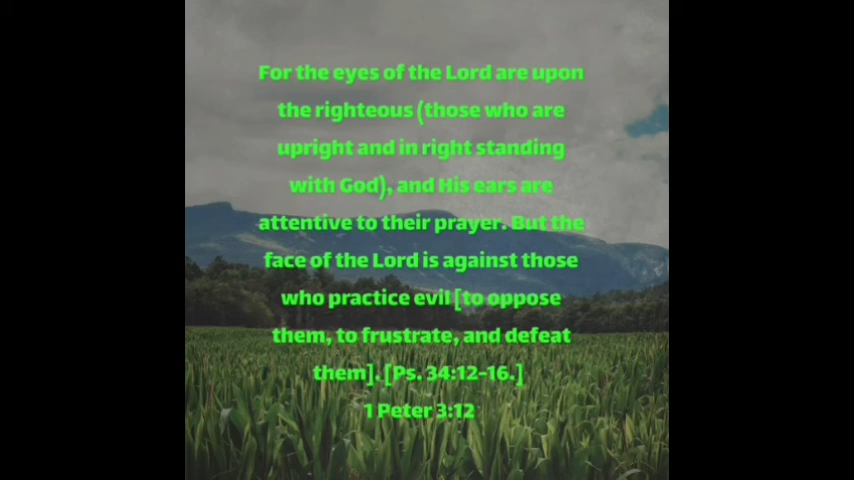 For the eyes of the Lord are upon
the righteous (those who are
upright and in right standing
with God), and His ears are
attentive to their prayer. But the
face of the Lord is against those
who practice evil [to oppose
them, to frustrate, and defeat
them]. [Ps. 34:12-16.]
1 Peter 3:12